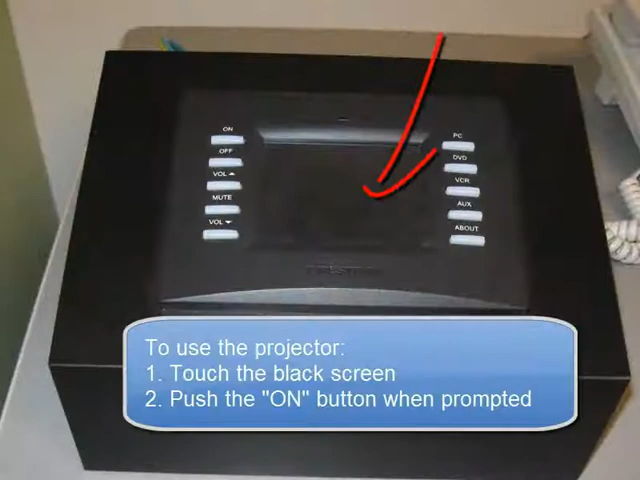 ON
OFF
VOL
MUTE
VOL
PC
DVD
VCR
AUX
ABOUT
To use the projector:
1. Touch the black screen
2. Push the "ON" button when prompted